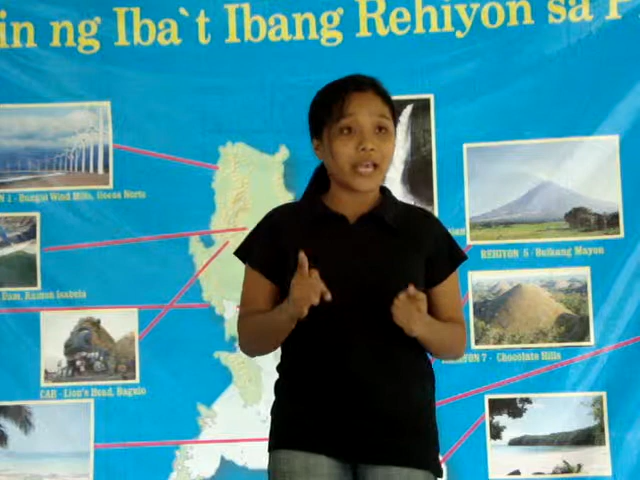 in ng Iba`t Ibang Rehiyon sa P
N 1 - Bangui Wind Mills, Ilocos Norte
Dam, Ramon Isabela
REHIYON 5 / Bulkang Mayon
ON 7 - Chocolate Hills
CAR - Lion's Head, Baguio